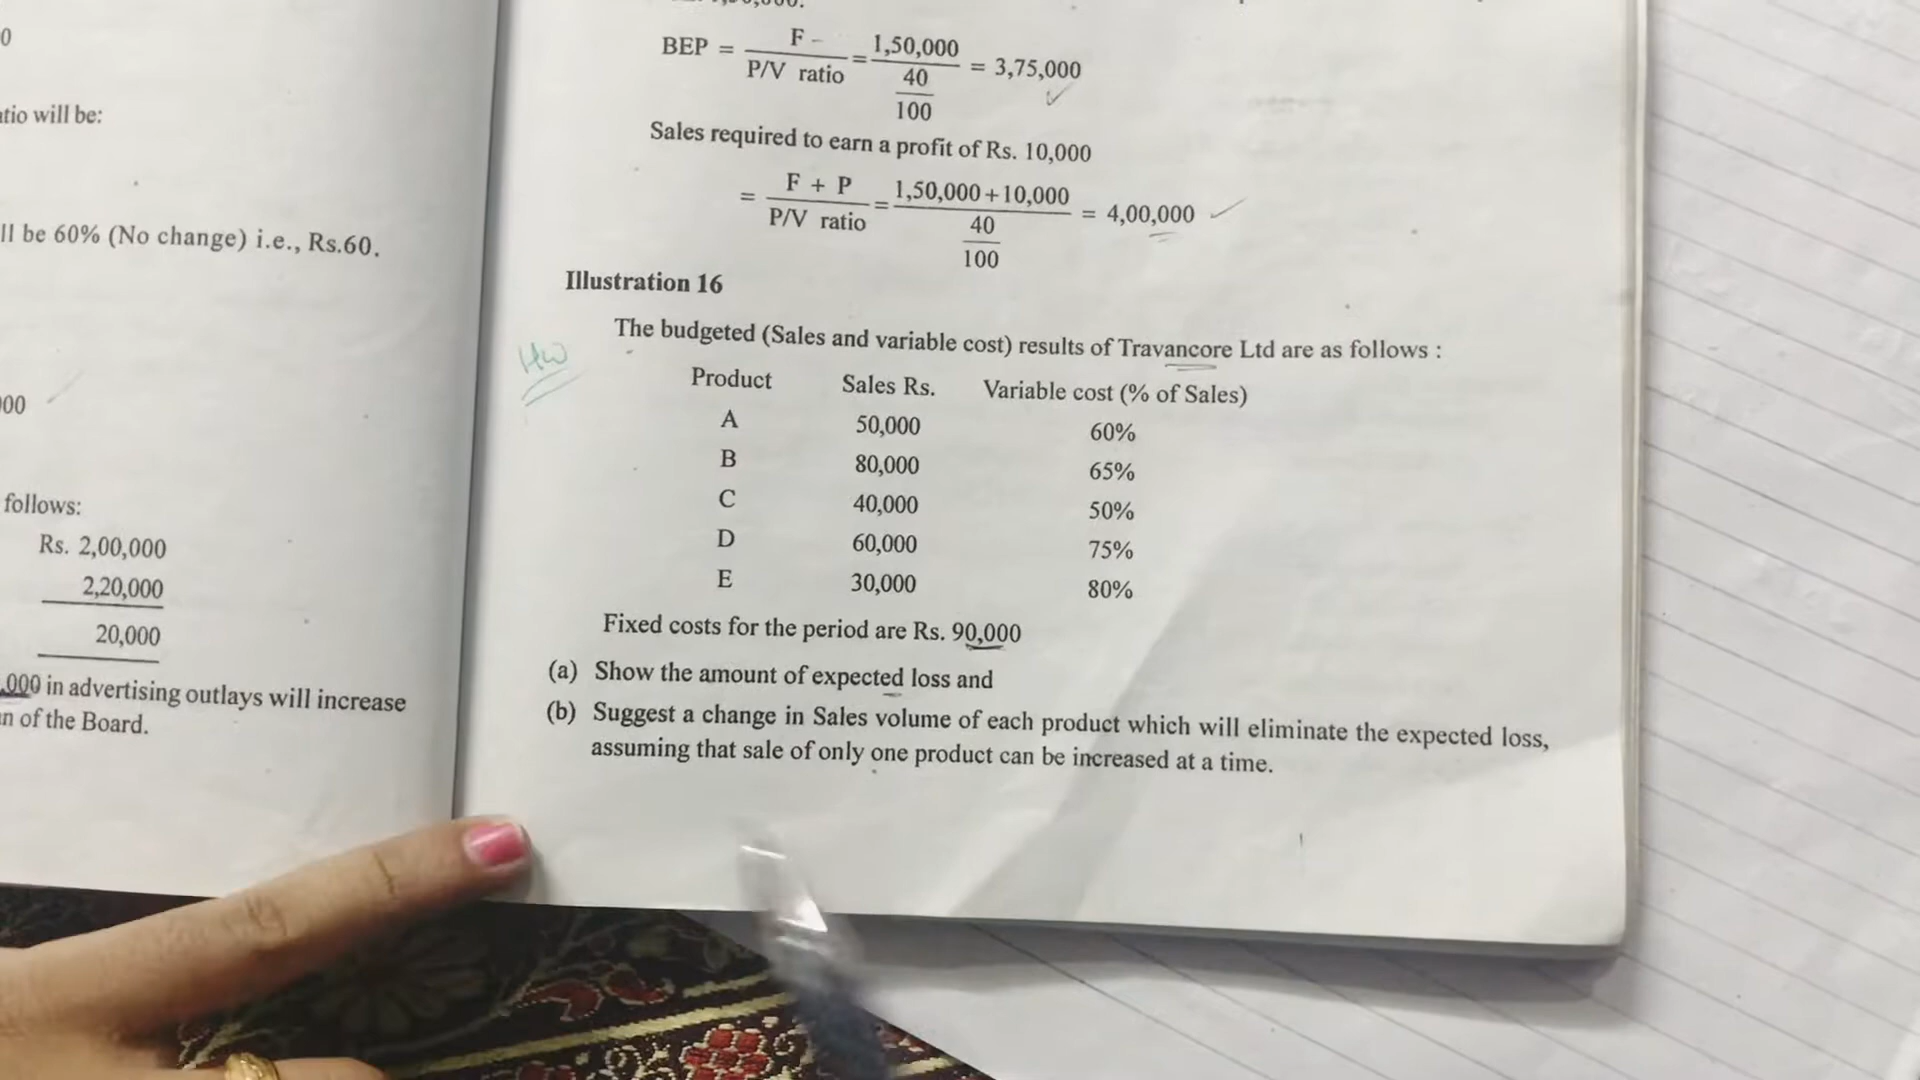 0
tio will be:
ll be 60% (No change) i.e., Rs.60.
000
follows:
Rs. 2,00,000
2,20,000
20,000
,000 in advertising outlays will increase
n of the Board.
BEP = F / P/V ratio = 1,50,000 / 40/100 = 3,75,000 ✓
Sales required to earn a profit of Rs. 10,000
= F + P / P/V ratio = 1,50,000+10,000 / 40/100 = 4,00,000 ✓
Illustration 16
HW
The budgeted (Sales and variable cost) results of Travancore Ltd are as follows :
Product Sales Rs. Variable cost (% of Sales)
A 50,000 60%
B 80,000 65%
C 40,000 50%
D 60,000 75%
E 30,000 80%
Fixed costs for the period are Rs. 90,000
(a) Show the amount of expected loss and
(b) Suggest a change in Sales volume of each product which will eliminate the expected loss,
assuming that sale of only one product can be increased at a time.